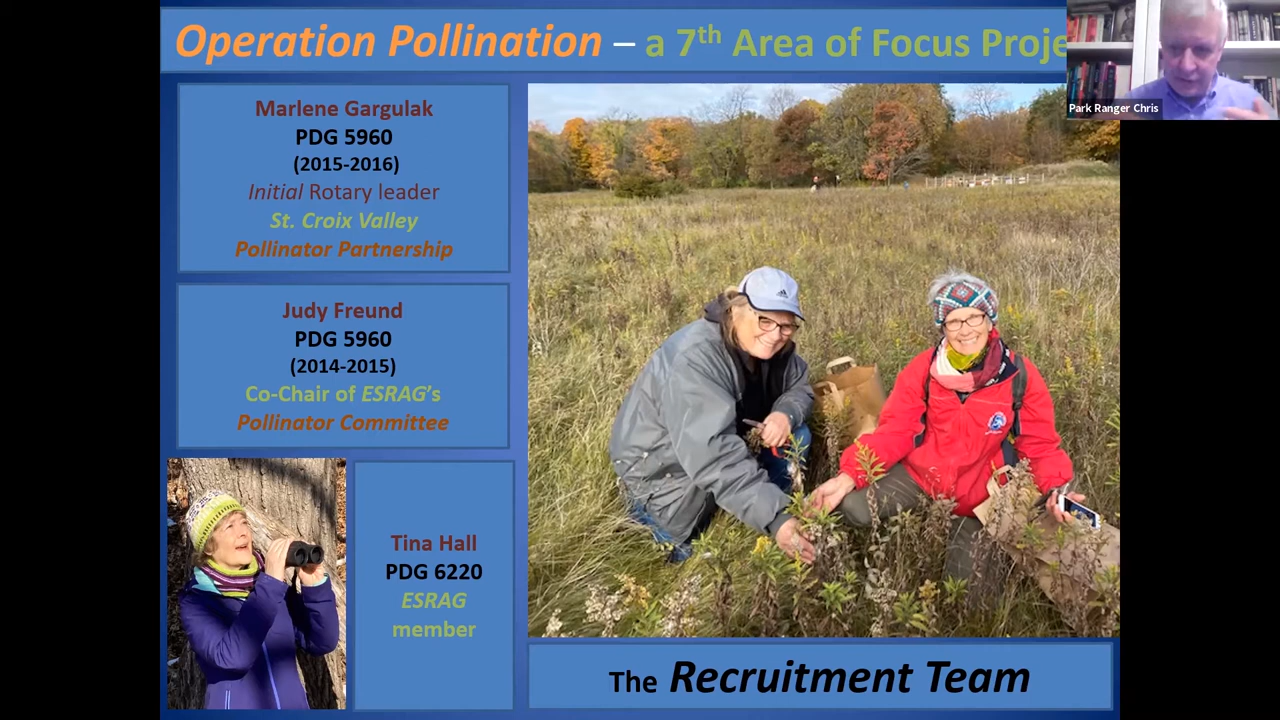 Operation Pollination – a 7th Area of Focus Proje
Park Ranger Chris
Marlene Gargulak
PDG 5960
(2015-2016)
Initial Rotary leader
St. Croix Valley
Pollinator Partnership
Judy Freund
PDG 5960
(2014-2015)
Co-Chair of ESRAG's
Pollinator Committee
Tina Hall
PDG 6220
ESRAG
member
The Recruitment Team